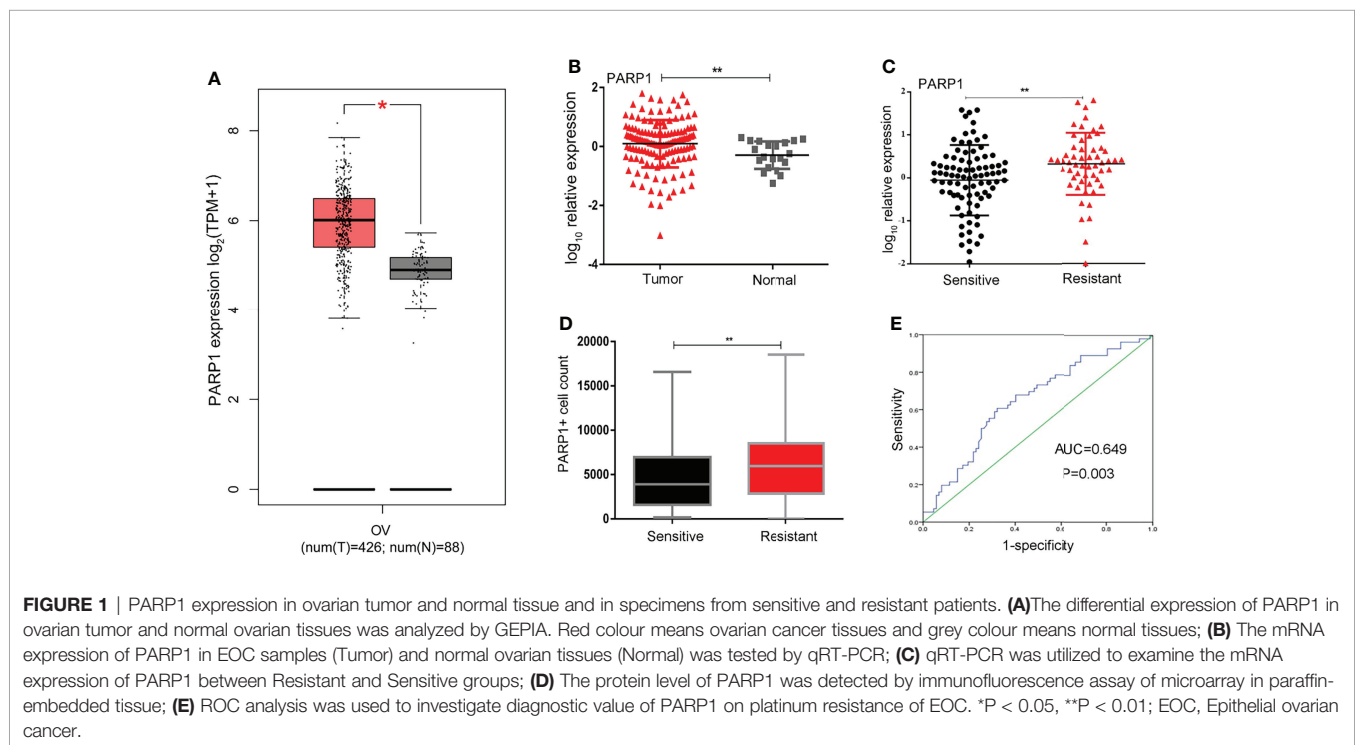 A
*
PARP1 expression log2(TPM+1)
8
6
4
2
0
OV
(num(T)=426; num(N)=88)
B
PARP1
**
log10 relative expression
2
0
-2
-4
Tumor
Normal
C
PARP1
**
log10 relative expression
2
1
0
-1
-2
Sensitive
Resistant
D
**
PARP1+ cell count
20000
15000
10000
5000
0
Sensitive
Resistant
E
Sensitivity
1.0
0.8
0.6
0.4
0.2
0.0
AUC=0.649
P=0.003
0.0
0.2
0.4
0.6
0.8
1.0
1-specificity
FIGURE 1 | PARP1 expression in ovarian tumor and normal tissue and in specimens from sensitive and resistant patients. (A)The differential expression of PARP1 in
ovarian tumor and normal ovarian tissues was analyzed by GEPIA. Red colour means ovarian cancer tissues and grey colour means normal tissues; (B) The mRNA
expression of PARP1 in EOC samples (Tumor) and normal ovarian tissues (Normal) was tested by qRT-PCR; (C) qRT-PCR was utilized to examine the mRNA
expression of PARP1 between Resistant and Sensitive groups; (D) The protein level of PARP1 was detected by immunofluorescence assay of microarray in paraffin-
embedded tissue; (E) ROC analysis was used to investigate diagnostic value of PARP1 on platinum resistance of EOC. *P < 0.05, **P < 0.01; EOC, Epithelial ovarian
cancer.